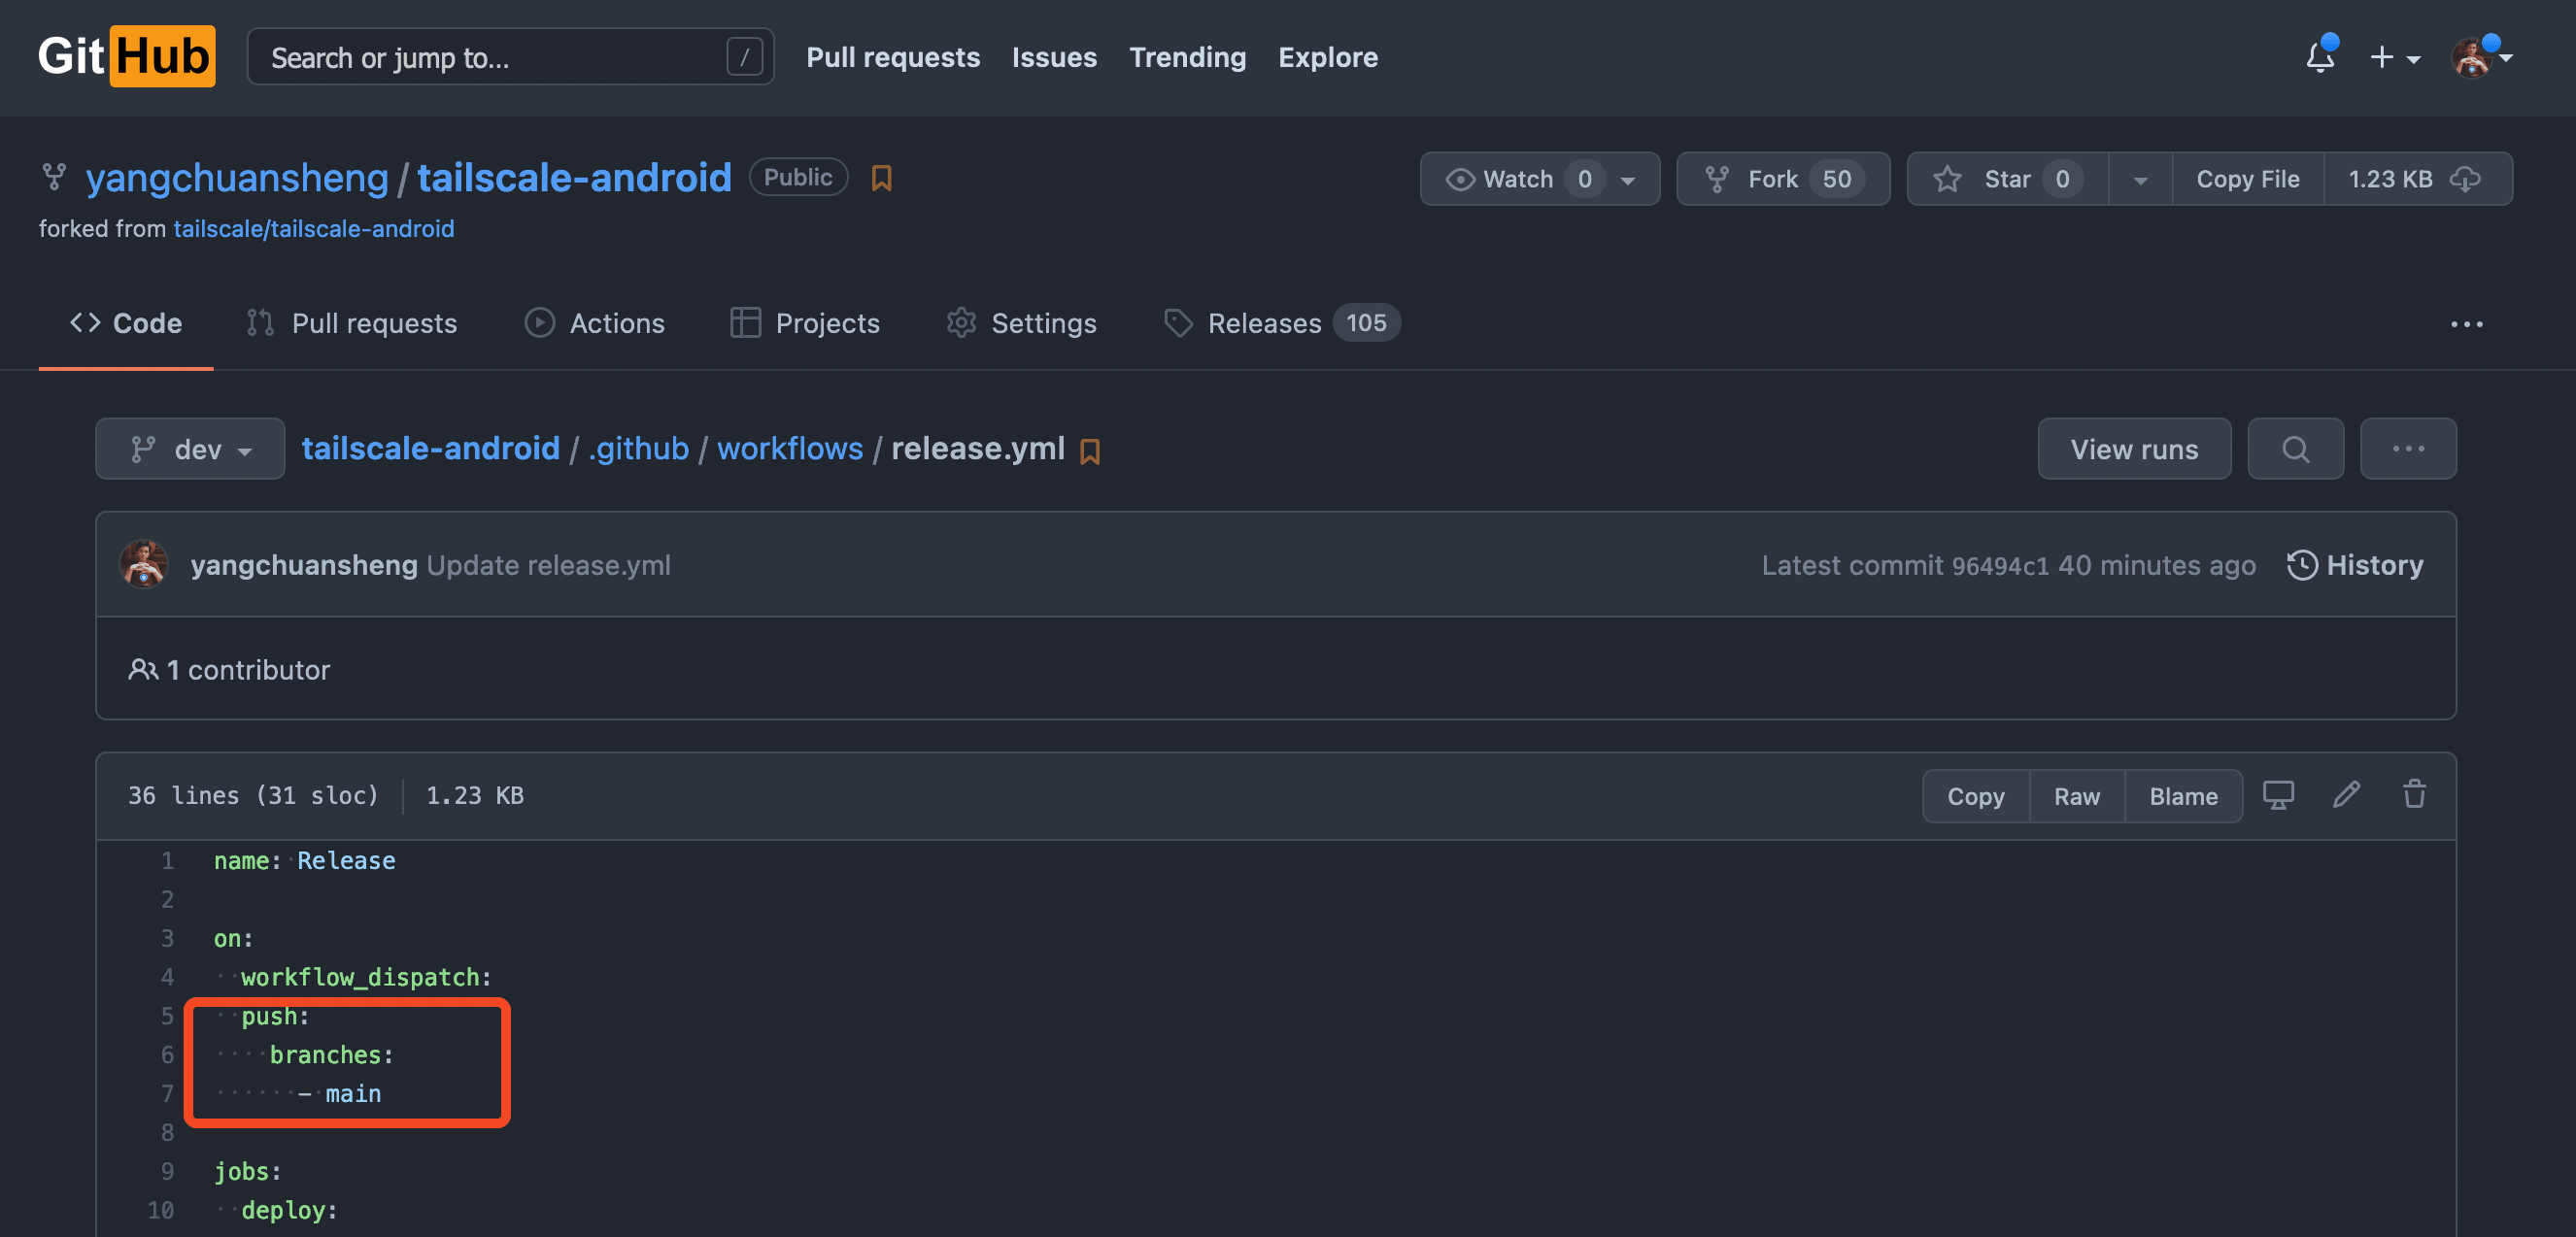 GitHub Search or jump to... / Pull requests Issues Trending Explore
yangchuansheng / tailscale-android Public Watch 0 Fork 50 Star 0 Copy File 1.23 KB
forked from tailscale/tailscale-android
Code Pull requests Actions Projects Settings Releases 105
dev tailscale-android / .github / workflows / release.yml View runs
yangchuansheng Update release.yml Latest commit 96494c1 40 minutes ago History
1 contributor
36 lines (31 sloc) 1.23 KB Copy Raw Blame
1 name: Release
2
3 on:
4 workflow_dispatch:
5 push:
6 branches:
7 - main
8
9 jobs:
10 deploy: